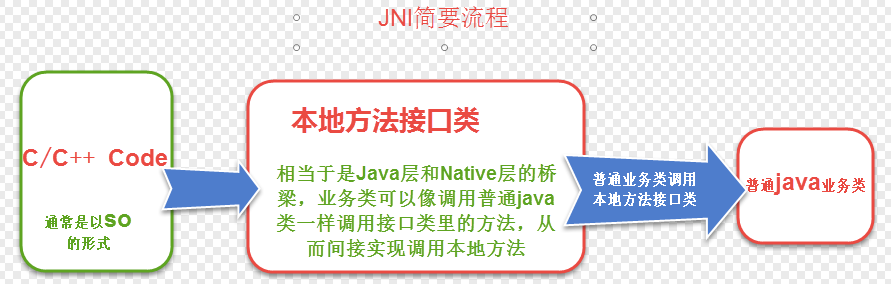 JNI简要流程
C/C++ Code
通常是以so
的形式
本地方法接口类
相当于是Java层和Native层的桥
梁，业务类可以像调用普通java
类一样调用接口类里的方法，从
而间接实现调用本地方法
普通业务类调用
本地方法接口类
普通java业务类